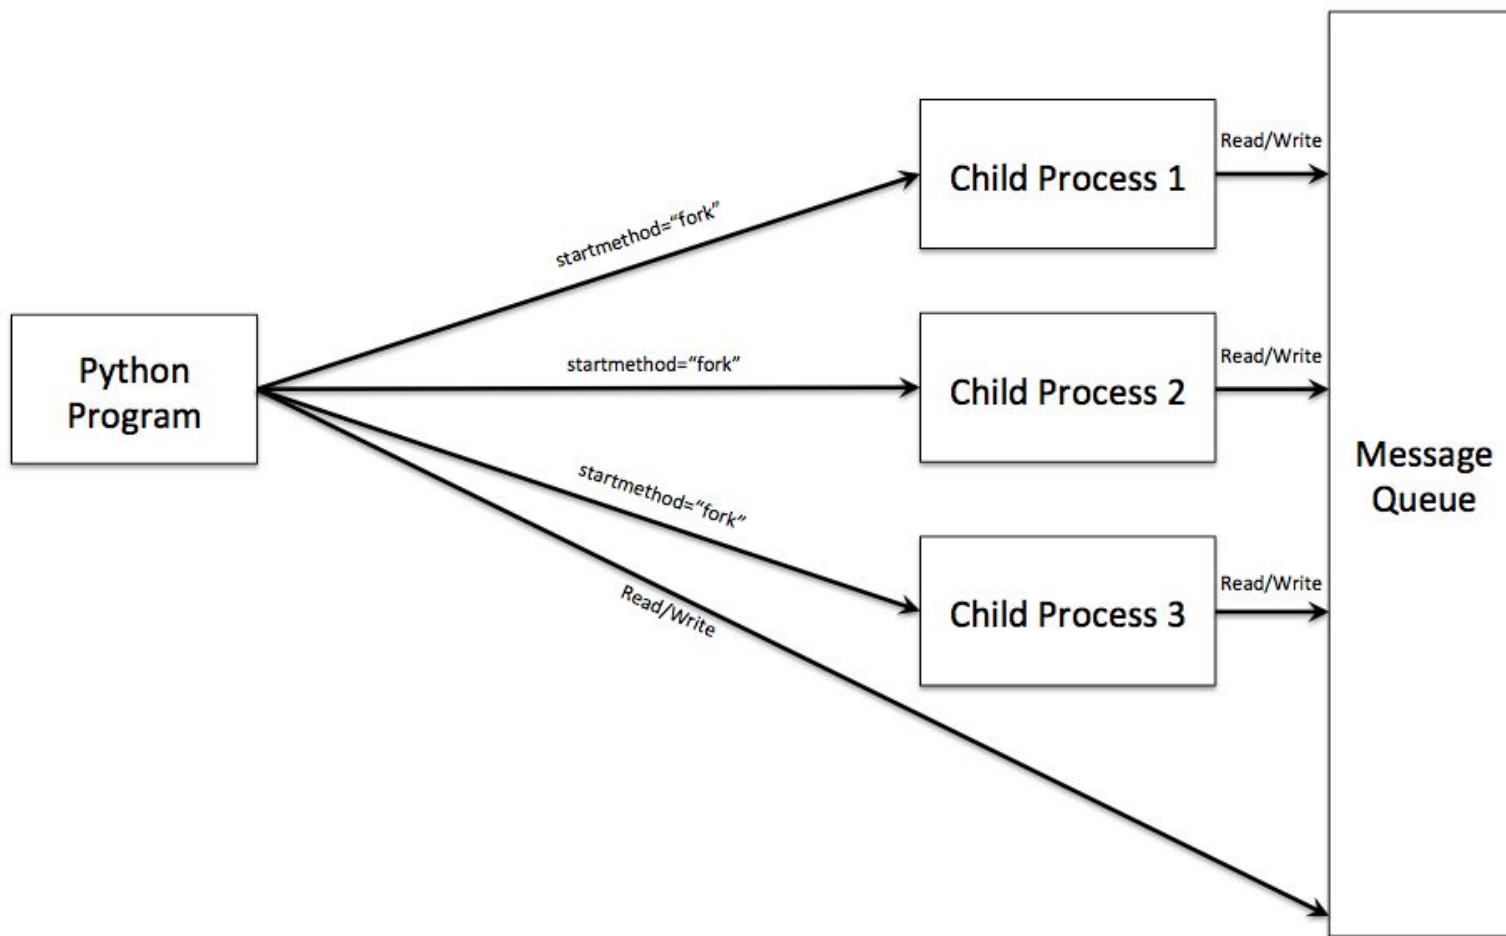 Read/Write
Child Process 1
startmethod=“fork”
Python
Program
startmethod=“fork”
Read/Write
Child Process 2
Message
Queue
startmethod=“fork”
Read/Write
Child Process 3
Read/Write